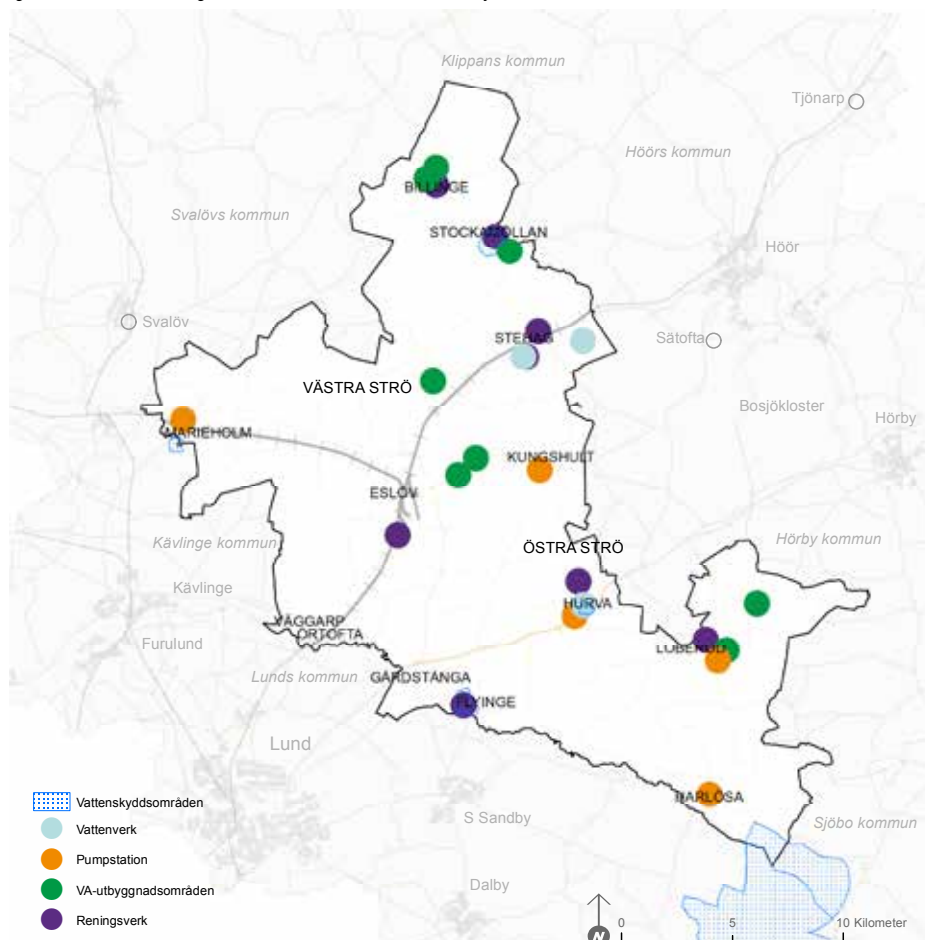 Klippans kommun
Tjönarp
Höörs kommun
BILLINGE
Svalövs kommun
STOCKAMÖLLAN
Höör
Svalöv
STEHAG
Sätofta
VÄSTRA STRÖ
Bosjökloster
Hörby
MARIEHOLM
KUNGSHULT
ESLÖV
Kävlinge kommun
ÖSTRA STRÖ
Hörby kommun
Kävlinge
HURVA
VÄGGARP
ÖRTOFTA
Furulund
LÖBERÖD
Lunds kommun
GÅRDSTÅNGA
FLYINGE
Lund
HARLÖSA
Vattenskyddsområden
Vattenverk
S Sandby
Sjöbo kommun
Pumpstation
VA-utbyggnadsområden
Dalby
Reningsverk
N
0 5 10 Kilometer